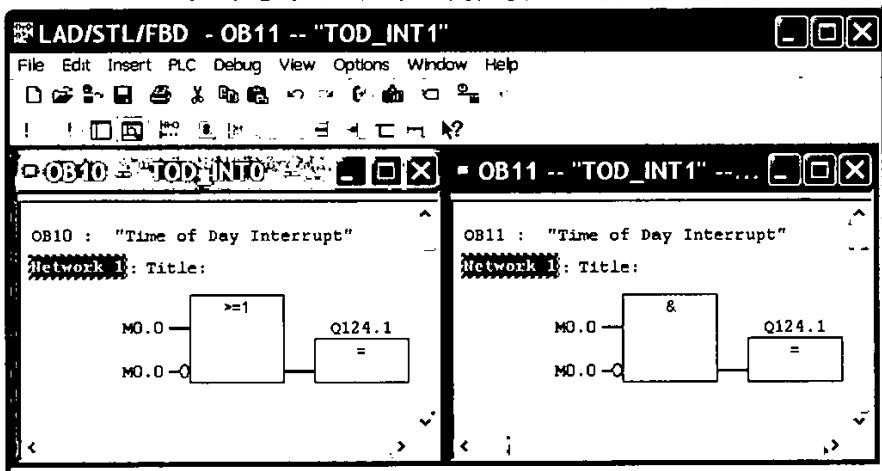 LAD/STL/FBD - OB11 -- "TOD_INT1"
File Edit Insert PLC Debug View Options Window Help
OB10 -- "TOD_INT0"
OB10 : "Time of Day Interrupt"
Network 1: Title:
>=1
M0.0
M0.0
Q124.1
=
OB11 -- "TOD_INT1" --...
OB11 : "Time of Day Interrupt"
Network 1: Title:
&
M0.0
M0.0
Q124.1
=